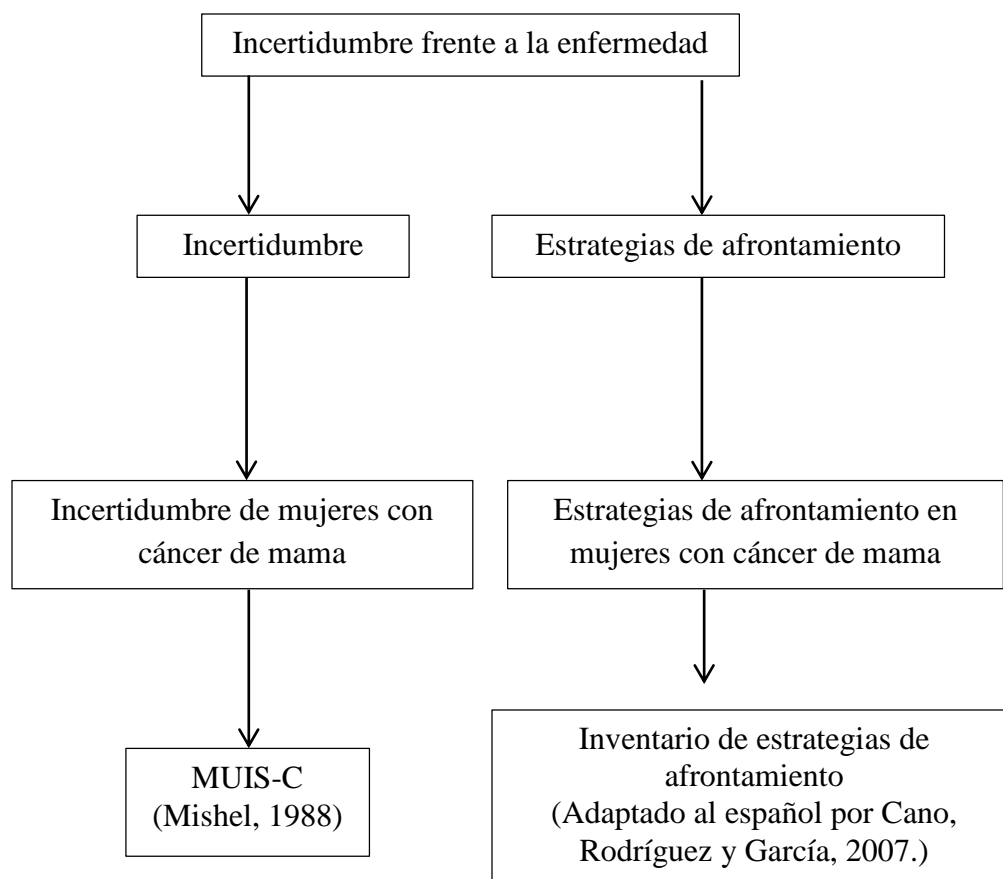 Incertidumbre frente a la enfermedad
Incertidumbre
Estrategias de afrontamiento
Incertidumbre de mujeres con
cáncer de mama
Estrategias de afrontamiento en
mujeres con cáncer de mama
MUIS-C
(Mishel, 1988)
Inventario de estrategias de
afrontamiento
(Adaptado al español por Cano,
Rodríguez y García, 2007.)